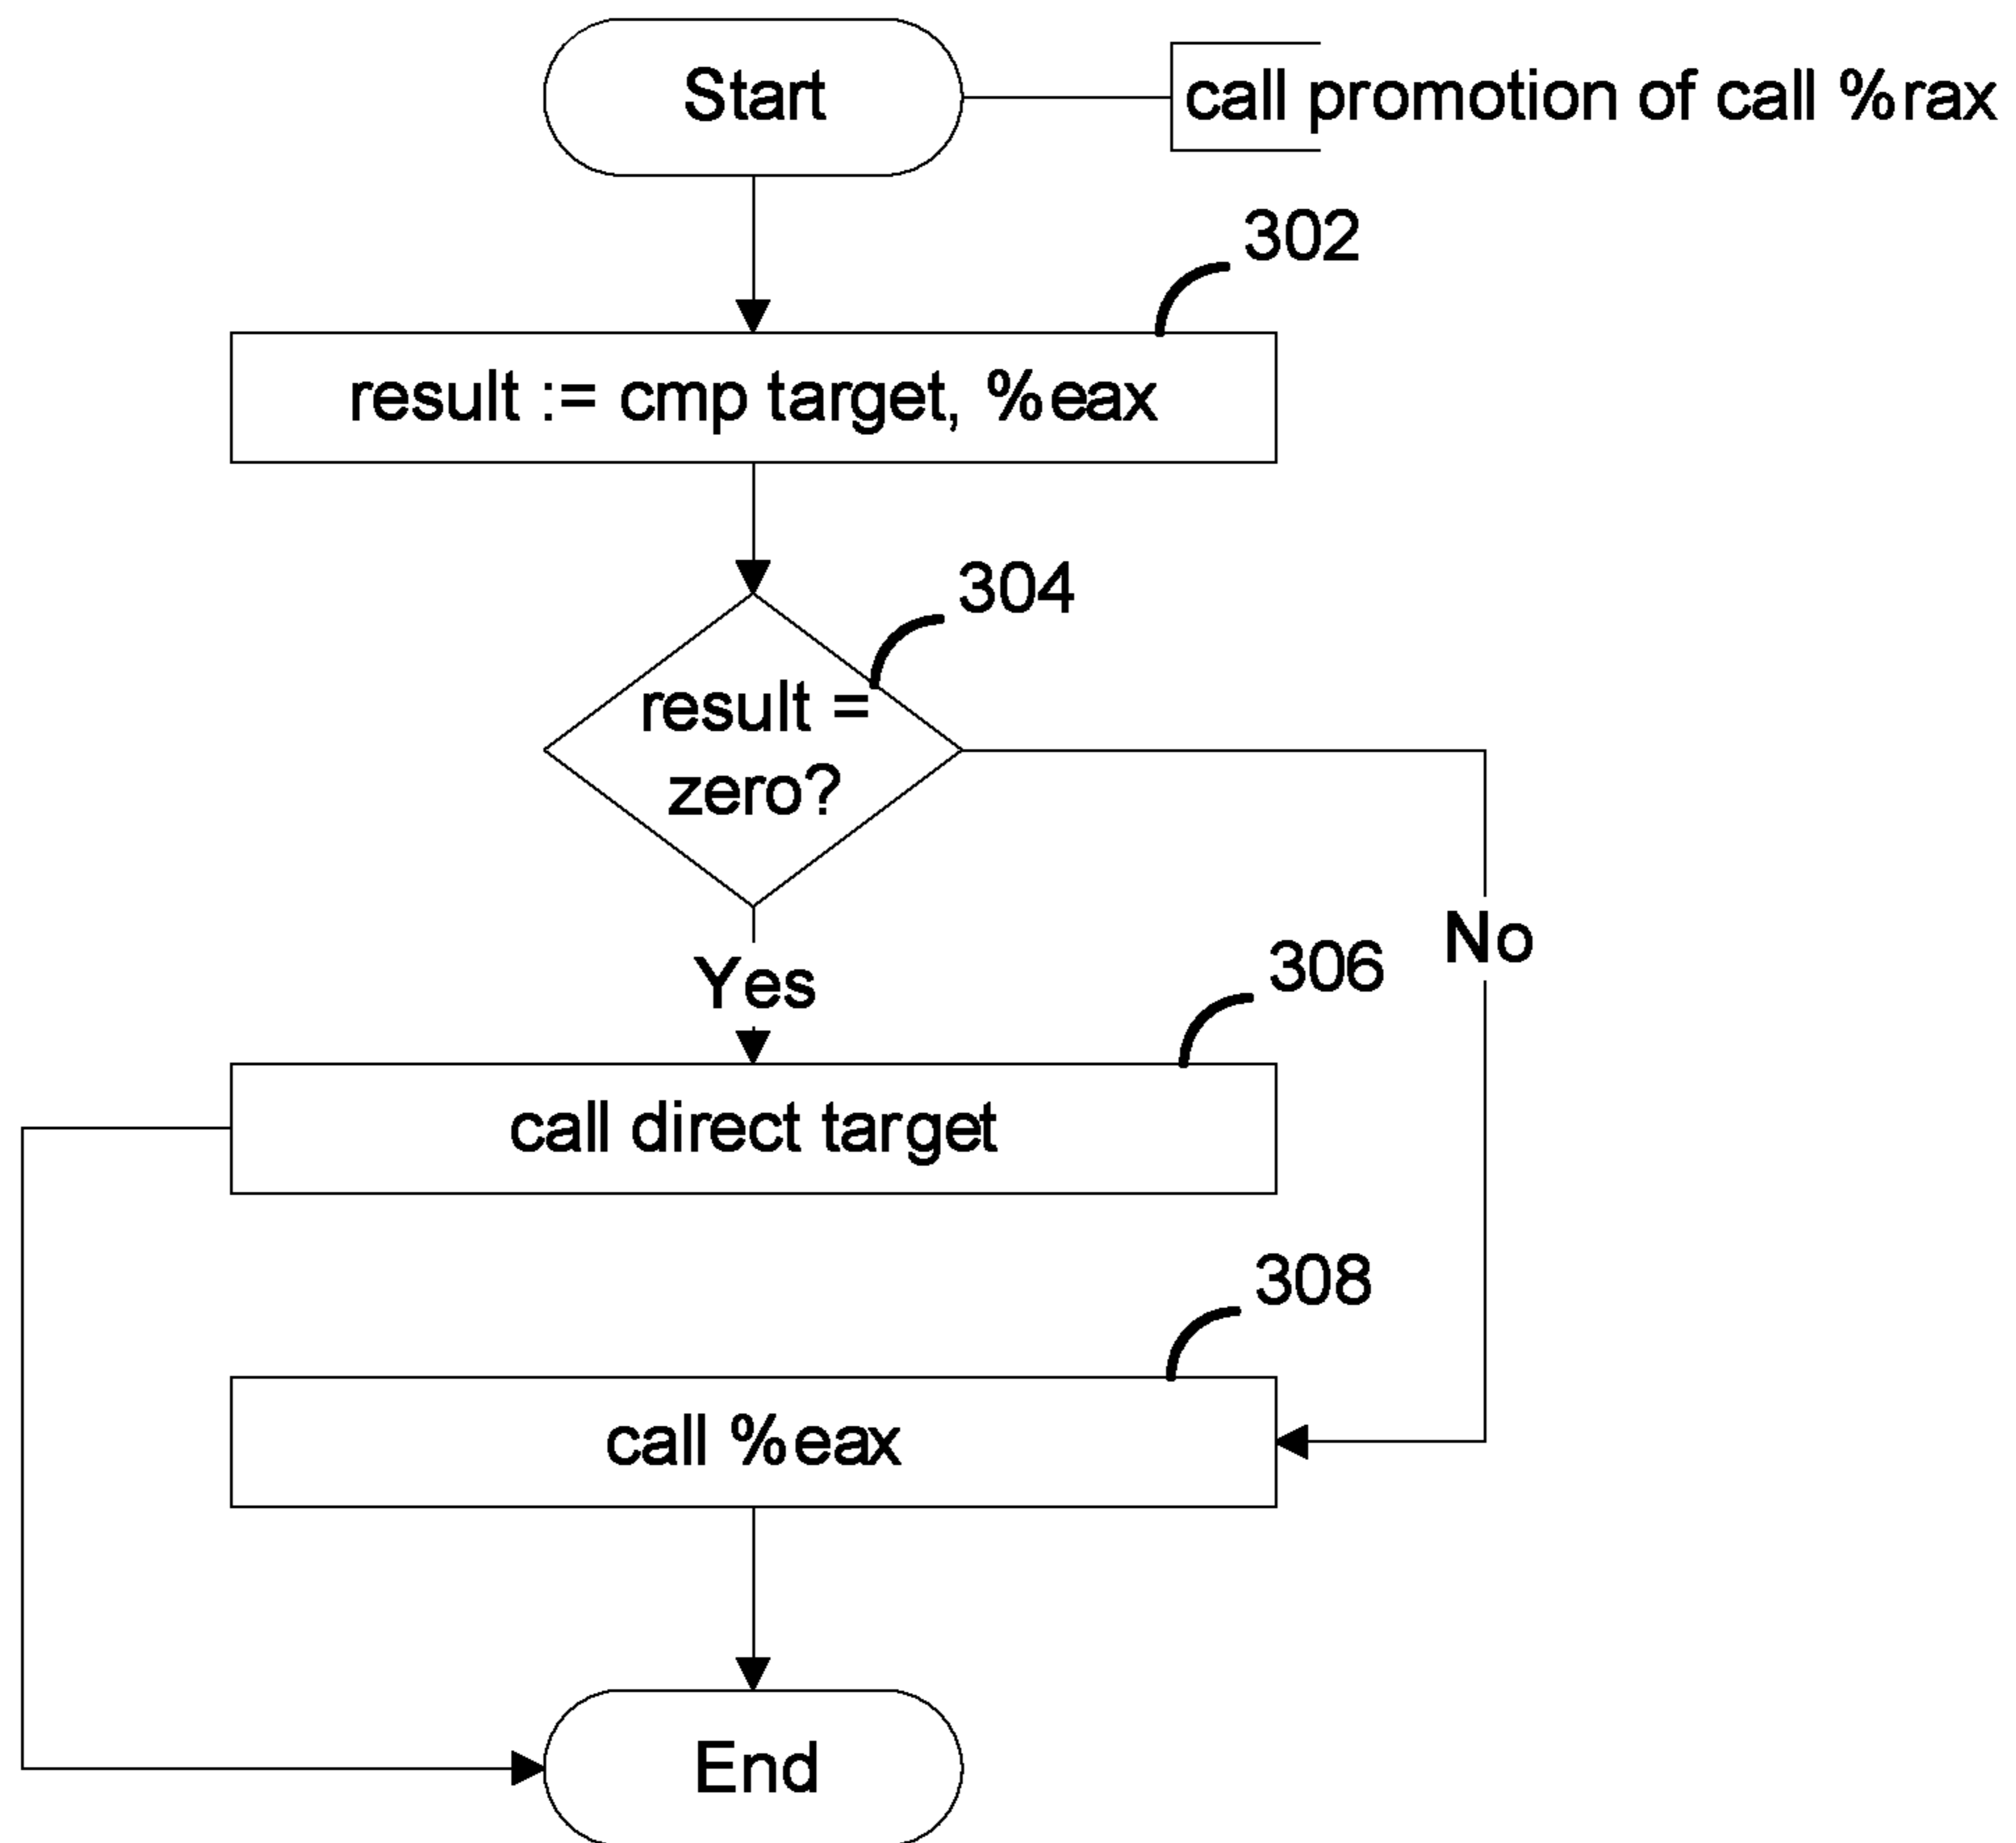 Start
call promotion of call %rax
302
result := cmp target, %eax
304
result =
zero?
Yes
No
306
call direct target
308
call %eax
End